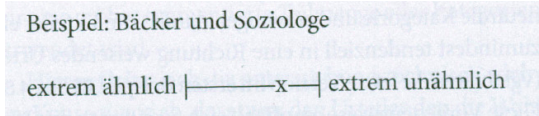 Beispiel: Bäcker und Soziologe
extrem ähnlich |———-x—-| extrem unähnlich